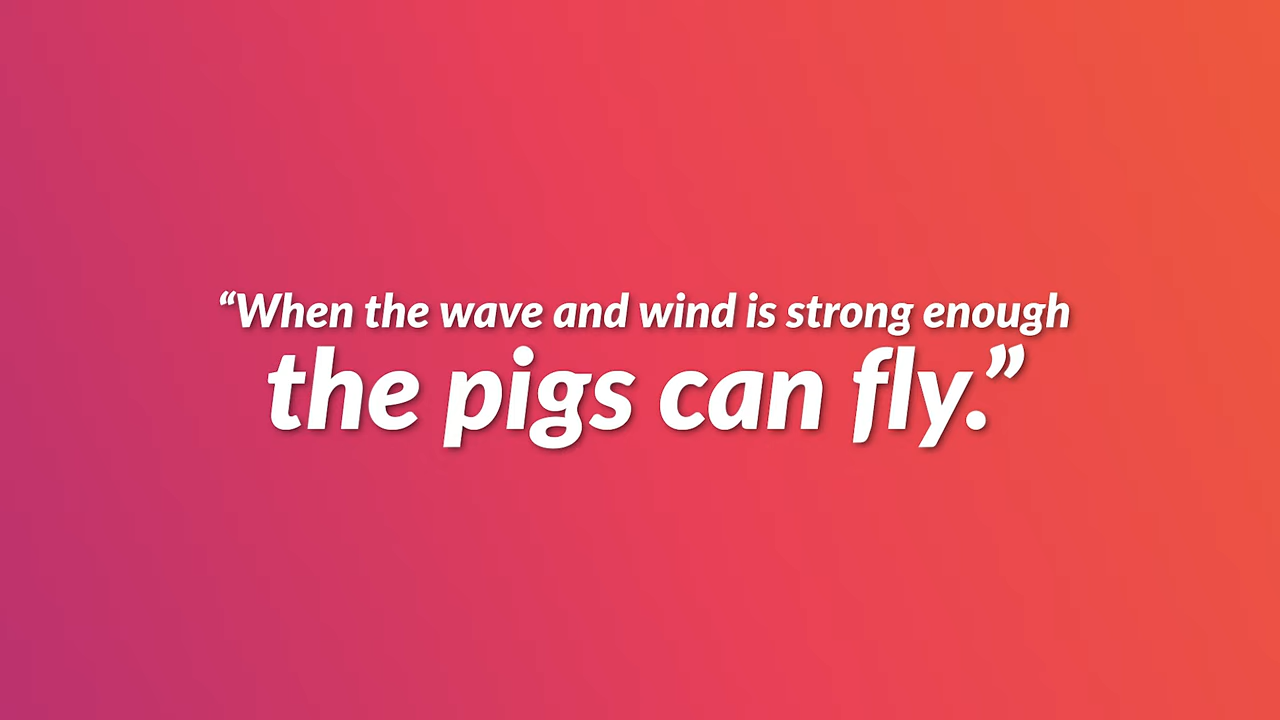 “When the wave and wind is strong enough
the pigs can fly.”